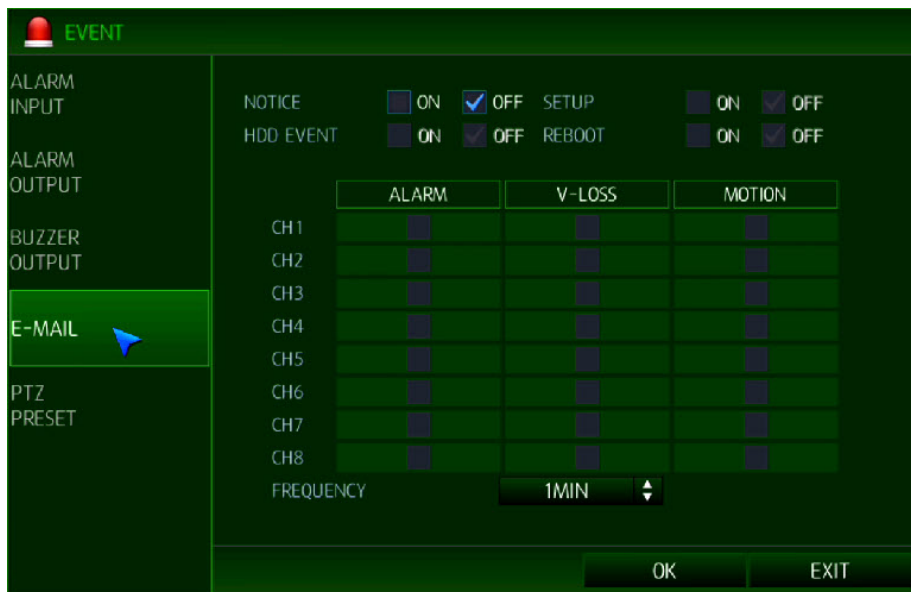 EVENT
ALARM
INPUT
ALARM
OUTPUT
BUZZER
OUTPUT
E-MAIL
PTZ
PRESET
NOTICE ON OFF SETUP ON OFF
HDD EVENT ON OFF REBOOT ON OFF
ALARM V-LOSS MOTION
CH1
CH2
CH3
CH4
CH5
CH6
CH7
CH8
FREQUENCY 1MIN
OK EXIT